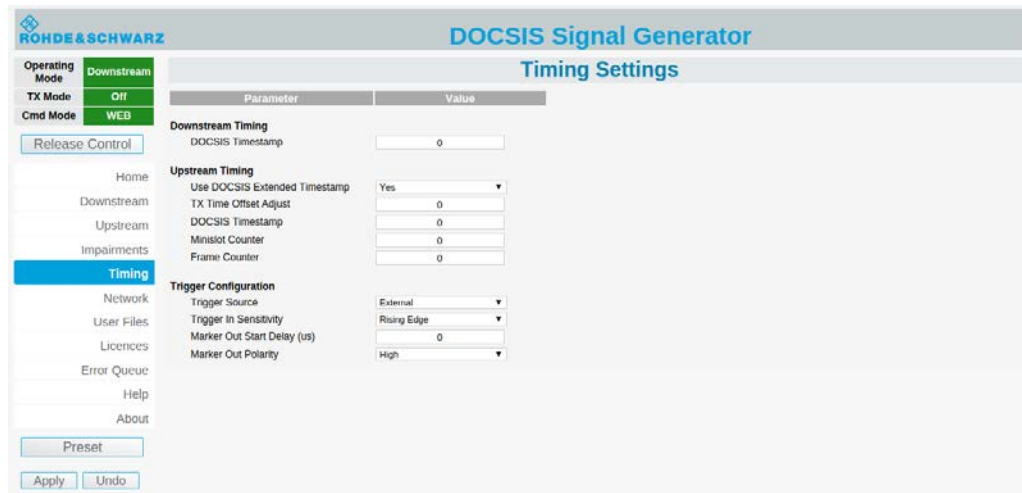 ROHDE&SCHWARZ
DOCSIS Signal Generator
Operating Mode Downstream
TX Mode Off
Cmd Mode WEB
Release Control
Home
Downstream
Upstream
Impairments
Timing
Network
User Files
Licences
Error Queue
Help
About
Preset
Apply Undo
Timing Settings
Parameter Value
Downstream Timing
DOCSIS Timestamp 0
Upstream Timing
Use DOCSIS Extended Timestamp Yes
TX Time Offset Adjust 0
DOCSIS Timestamp 0
Minislot Counter 0
Frame Counter 0
Trigger Configuration
Trigger Source External
Trigger In Sensitivity Rising Edge
Marker Out Start Delay (us) 0
Marker Out Polarity High